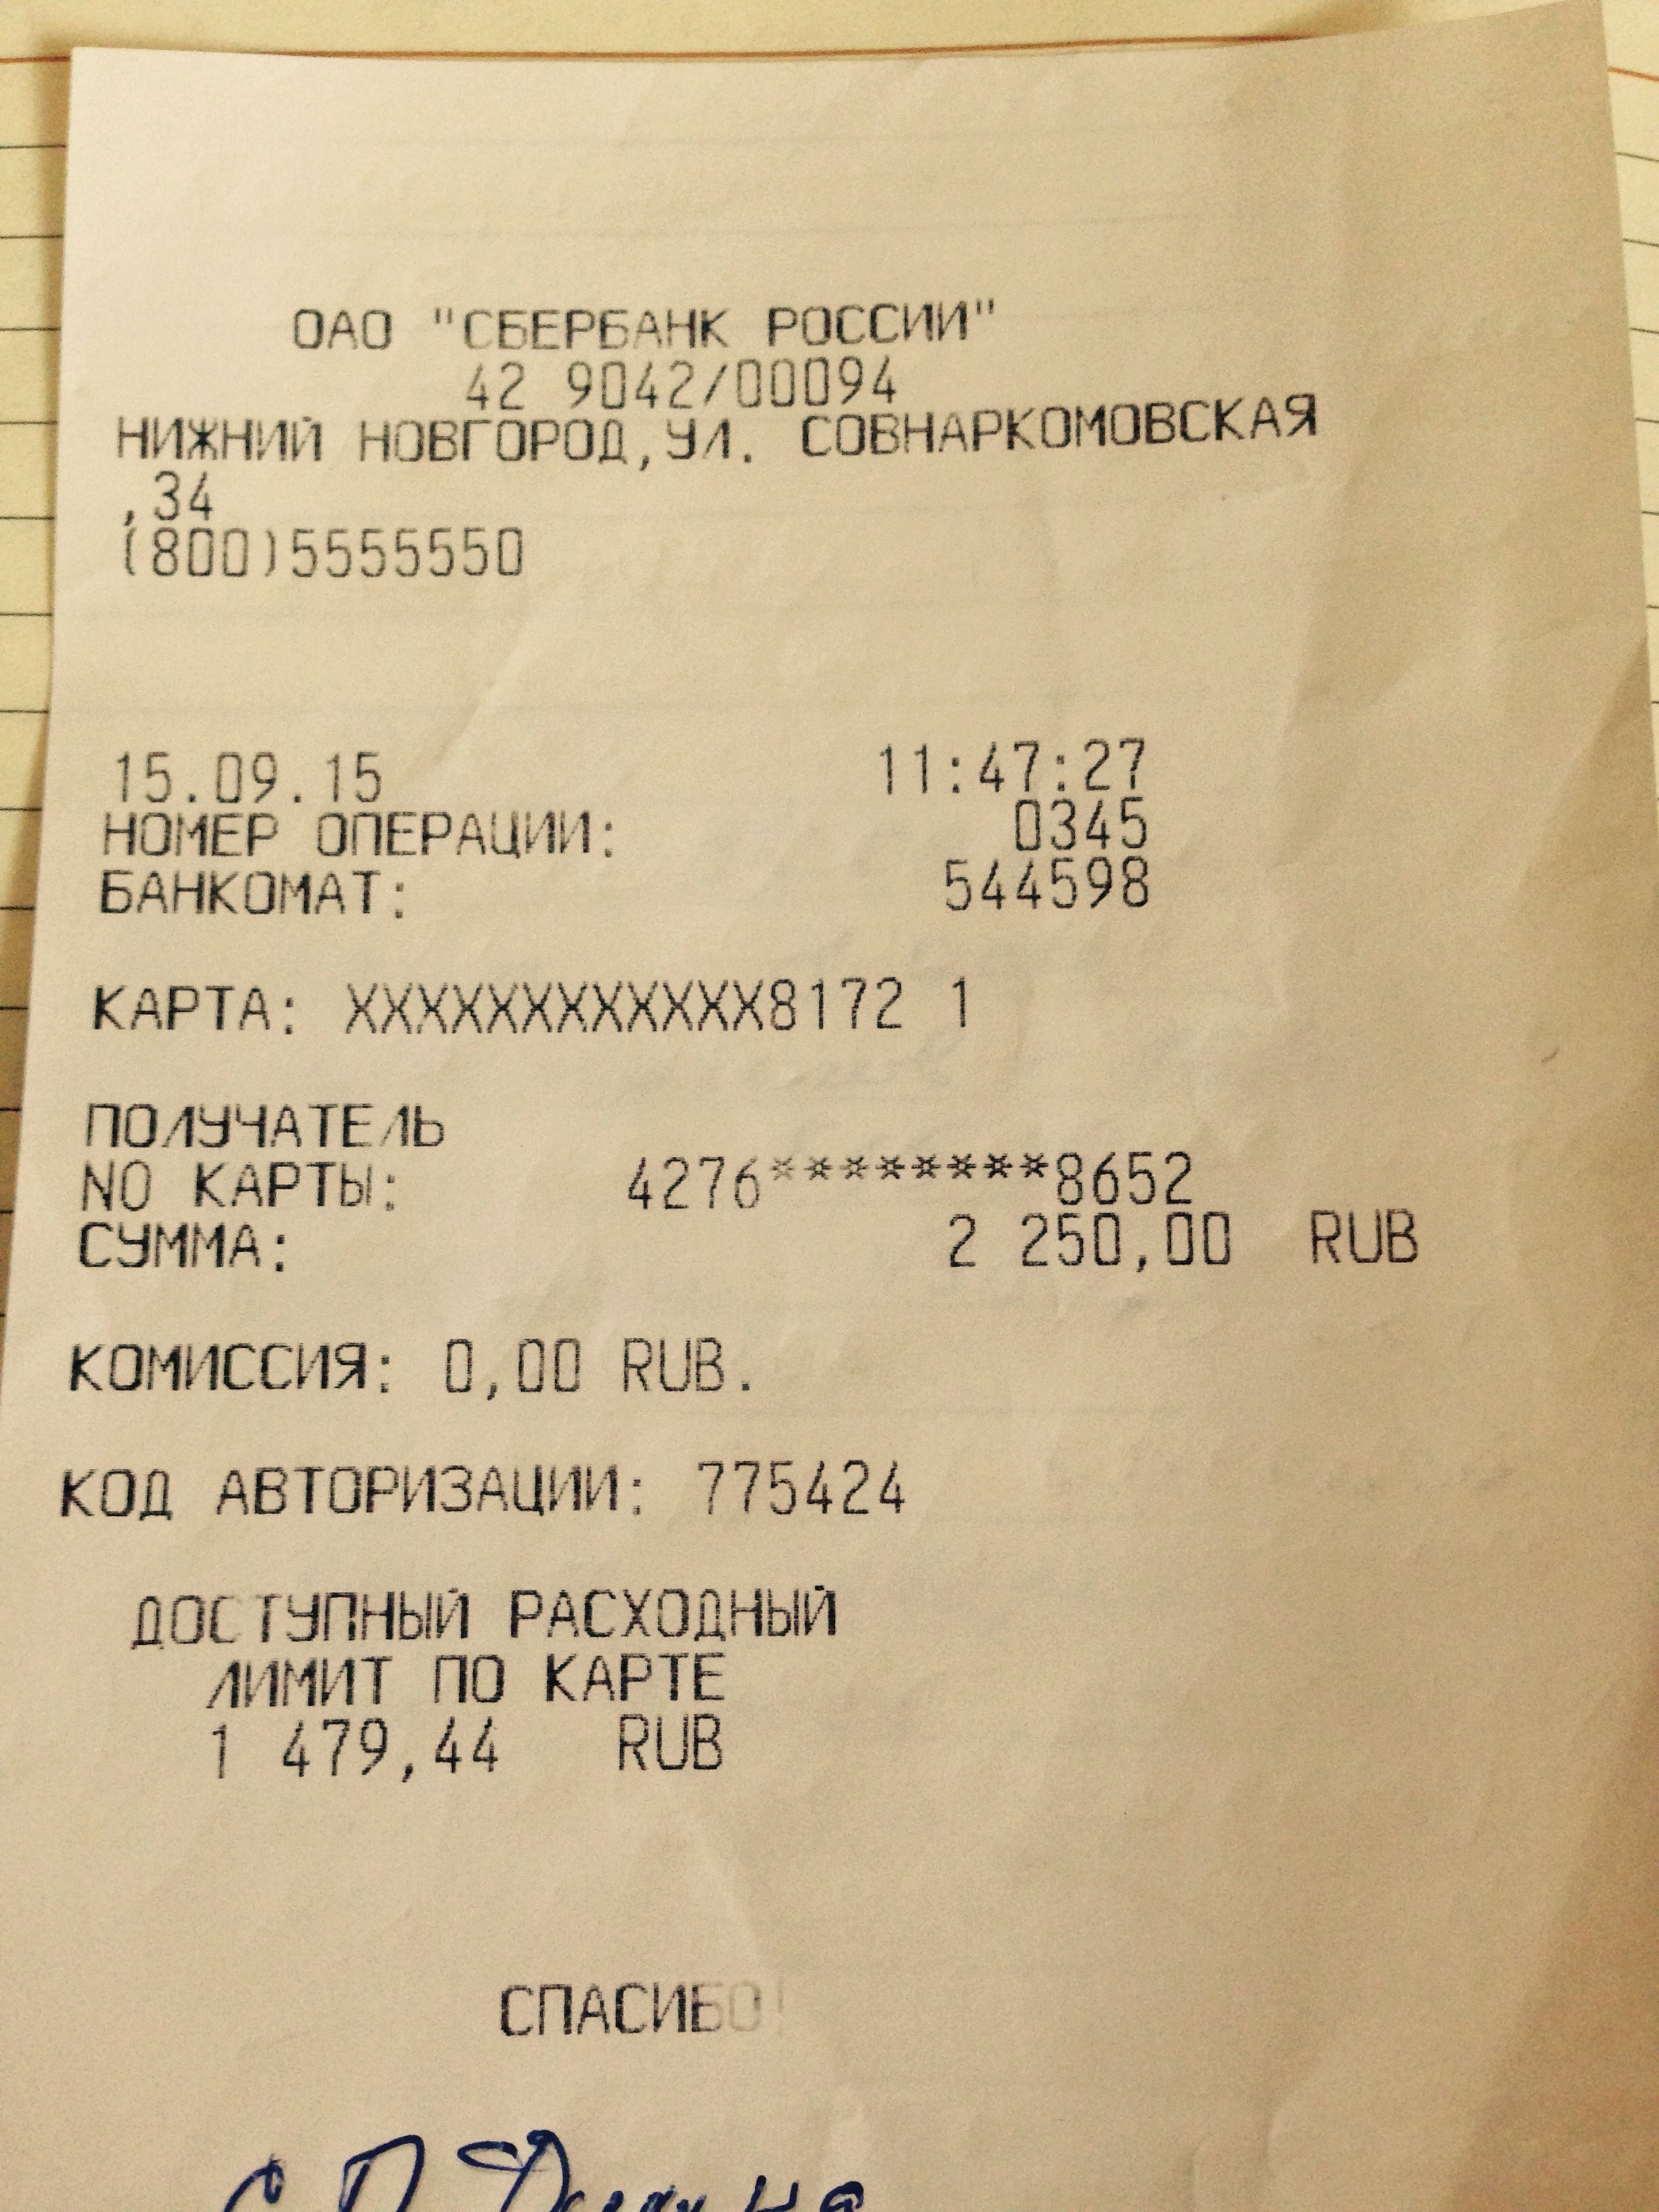 ОАО "СБЕРБАНК РОССИИ"
42 9042/00094
НИЖНИЙ НОВГОРОД,УЛ. СОВНАРКОМОВСКАЯ
,34
(800)5555550
15.09.15 11:47:27
НОМЕР ОПЕРАЦИИ: 0345
БАНКОМАТ: 544598
КАРТА: XXXXXXXXXXXX8172 1
ПОЛУЧАТЕЛЬ
NO КАРТЫ: 4276********8652
СУММА: 2 250,00 RUB
КОМИССИЯ: 0,00 RUB.
КОД АВТОРИЗАЦИИ: 775424
ДОСТУПНЫЙ РАСХОДНЫЙ
ЛИМИТ ПО КАРТЕ
1 479,44 RUB
СПАСИБО!